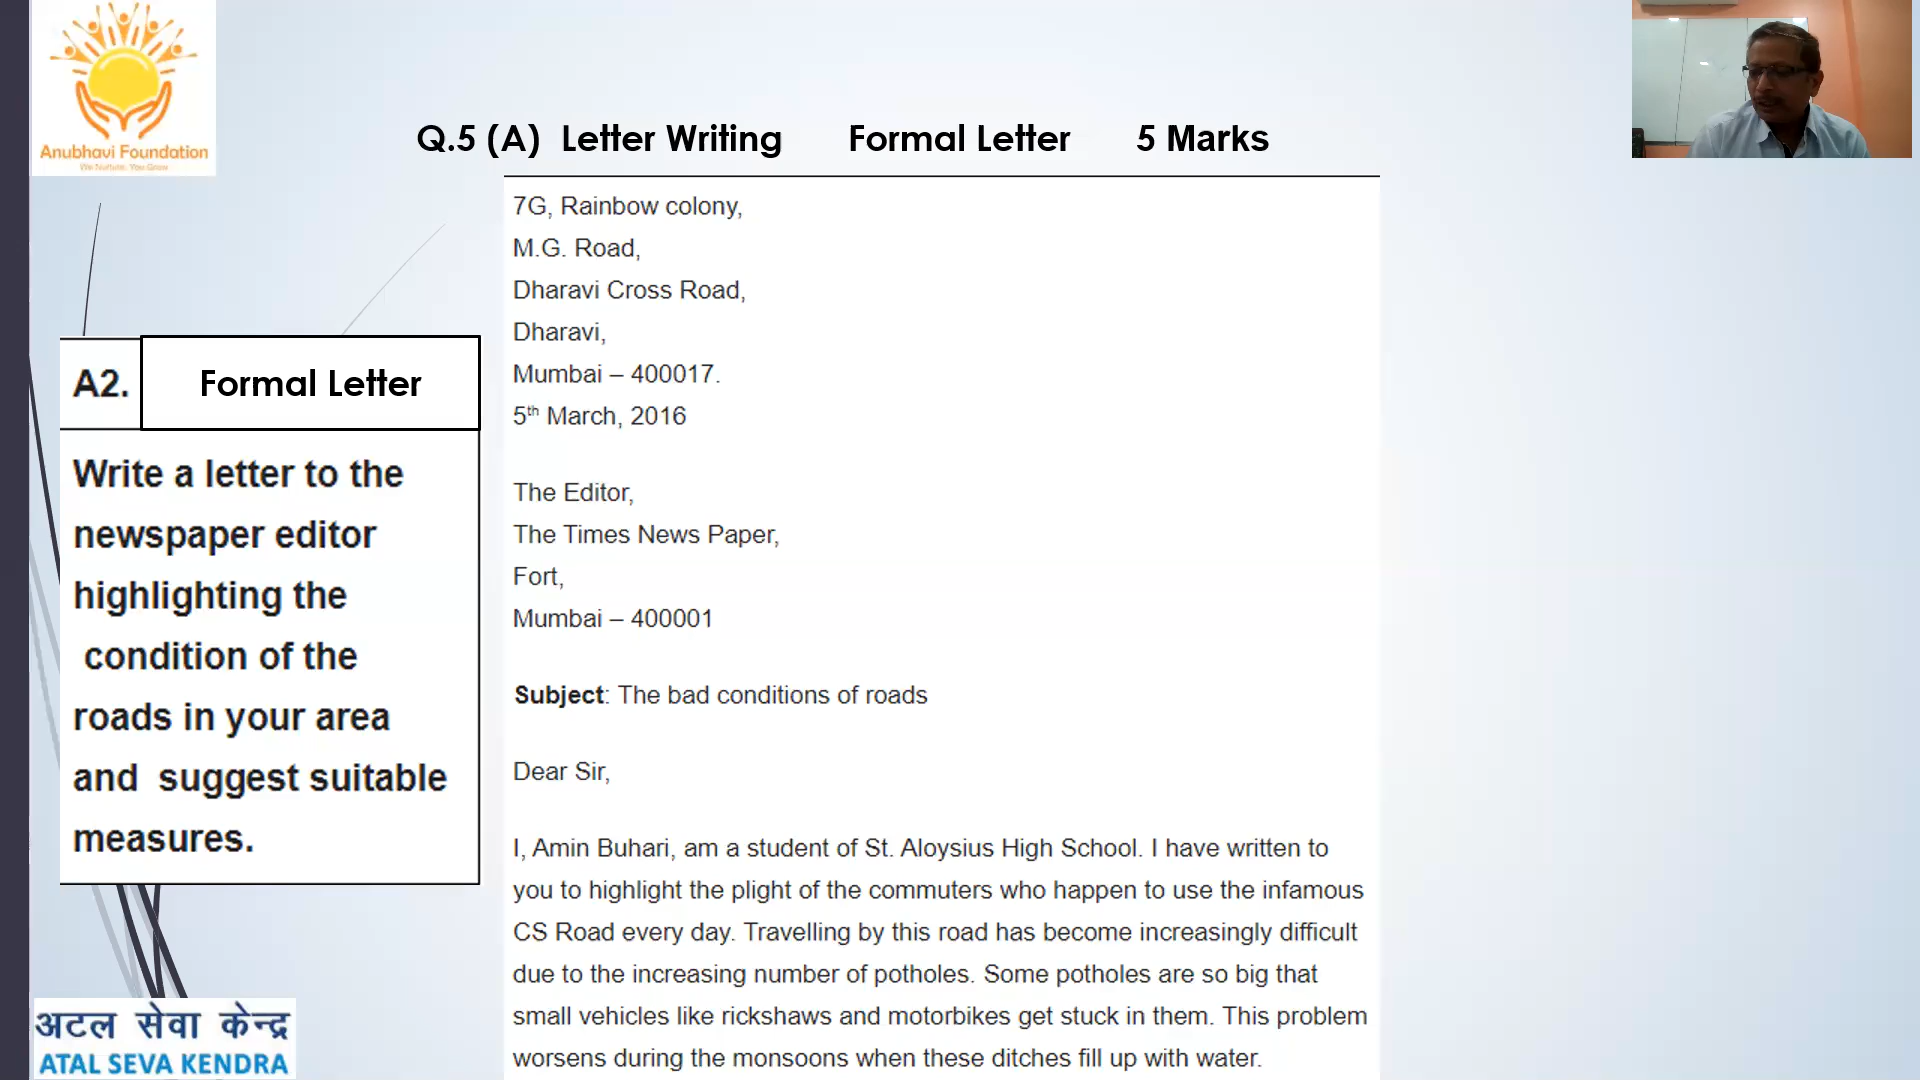 Anubhavi Foundation
We Nurture, You Grow
Q.5 (A) Letter Writing Formal Letter 5 Marks
A2. Formal Letter
Write a letter to the
newspaper editor
highlighting the
condition of the
roads in your area
and suggest suitable
measures.
7G, Rainbow colony,
M.G. Road,
Dharavi Cross Road,
Dharavi,
Mumbai – 400017.
5th March, 2016
The Editor,
The Times News Paper,
Fort,
Mumbai – 400001
Subject: The bad conditions of roads
Dear Sir,
I, Amin Buhari, am a student of St. Aloysius High School. I have written to
you to highlight the plight of the commuters who happen to use the infamous
CS Road every day. Travelling by this road has become increasingly difficult
due to the increasing number of potholes. Some potholes are so big that
small vehicles like rickshaws and motorbikes get stuck in them. This problem
worsens during the monsoons when these ditches fill up with water.
अटल सेवा केन्द्र
ATAL SEVA KENDRA